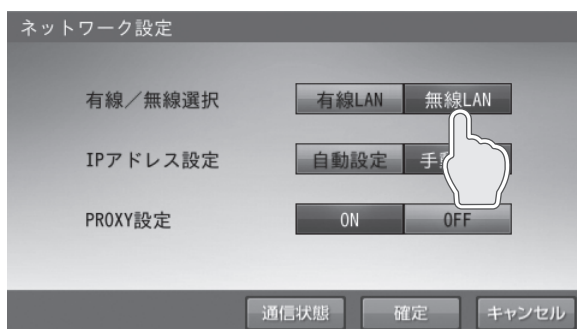 ネットワーク設定
有線／無線選択 有線LAN 無線LAN
IPアドレス設定 自動設定 手
PROXY設定 ON OFF
通信状態 確定 キャンセル